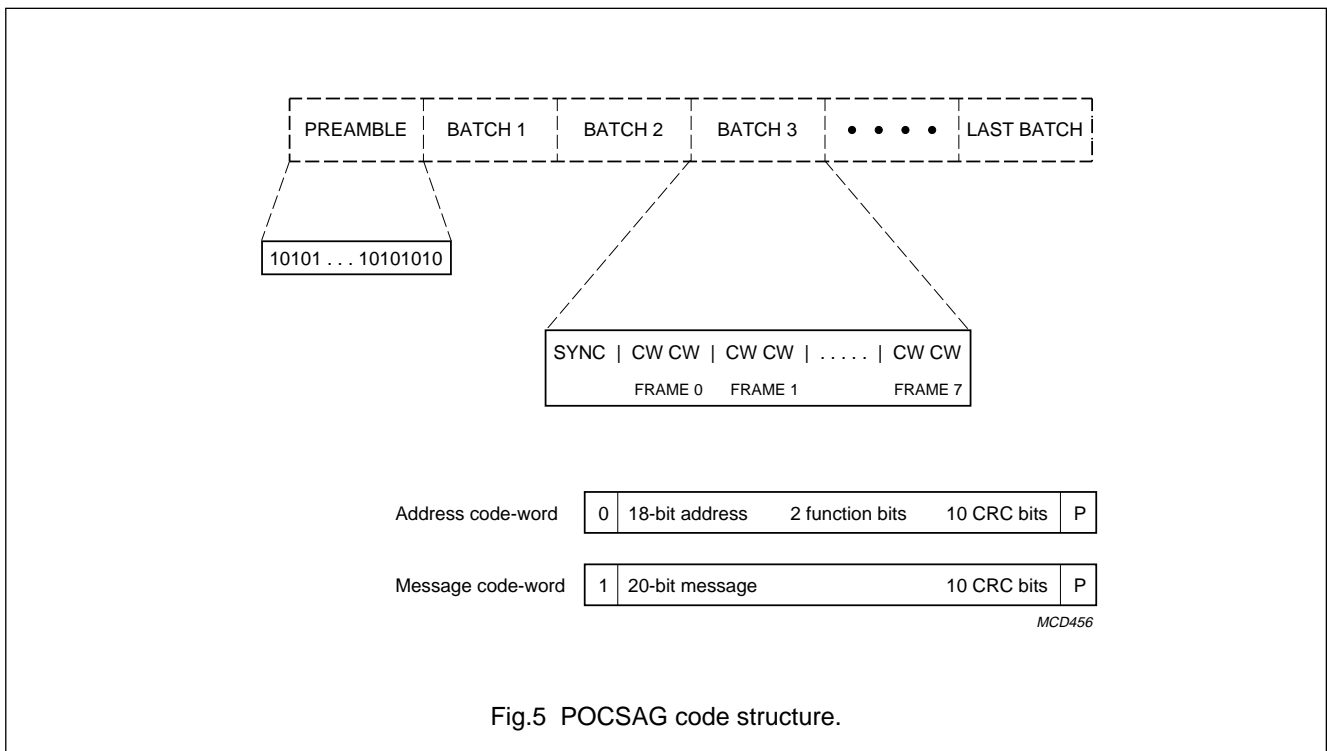 PREAMBLE BATCH 1 BATCH 2 BATCH 3 • • • • LAST BATCH
10101 . . . 10101010
SYNC | CW CW | CW CW | . . . . . | CW CW
FRAME 0 FRAME 1 FRAME 7
Address code-word 0 18-bit address 2 function bits 10 CRC bits P
Message code-word 1 20-bit message 10 CRC bits P
MCD456
Fig.5 POCSAG code structure.